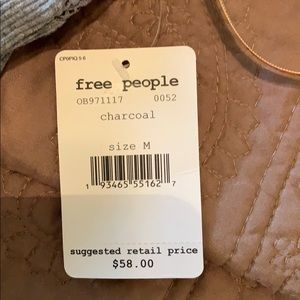 free people
OB971117 0052
charcoal
size M
1 93465 55162 7
suggested retail price
$58.00